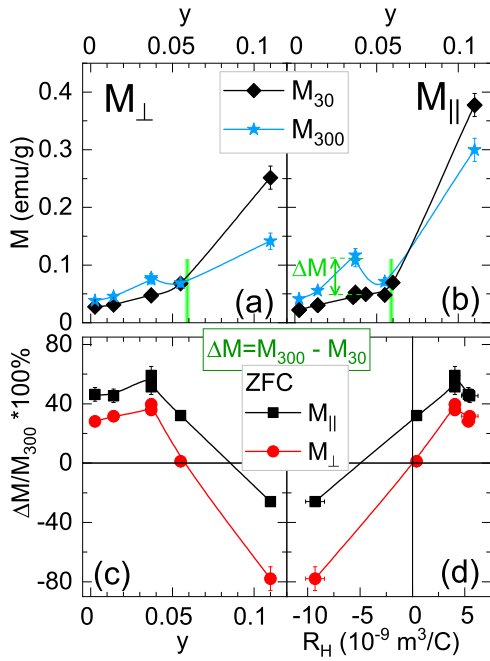 y y
0 0.05 0.1 0 0.05 0.1
M⊥ M30 M300 M||
0.4
0.3
0.2
0.1
0
M (emu/g)
ΔM
(a) (b)
ΔM=M300 - M30
80
40
0
-40
-80
ΔM/M300 *100%
ZFC
M||
M⊥
(c) (d)
0 0.05 0.1 -10 -5 0 5
y RH (10-9 m3/C)